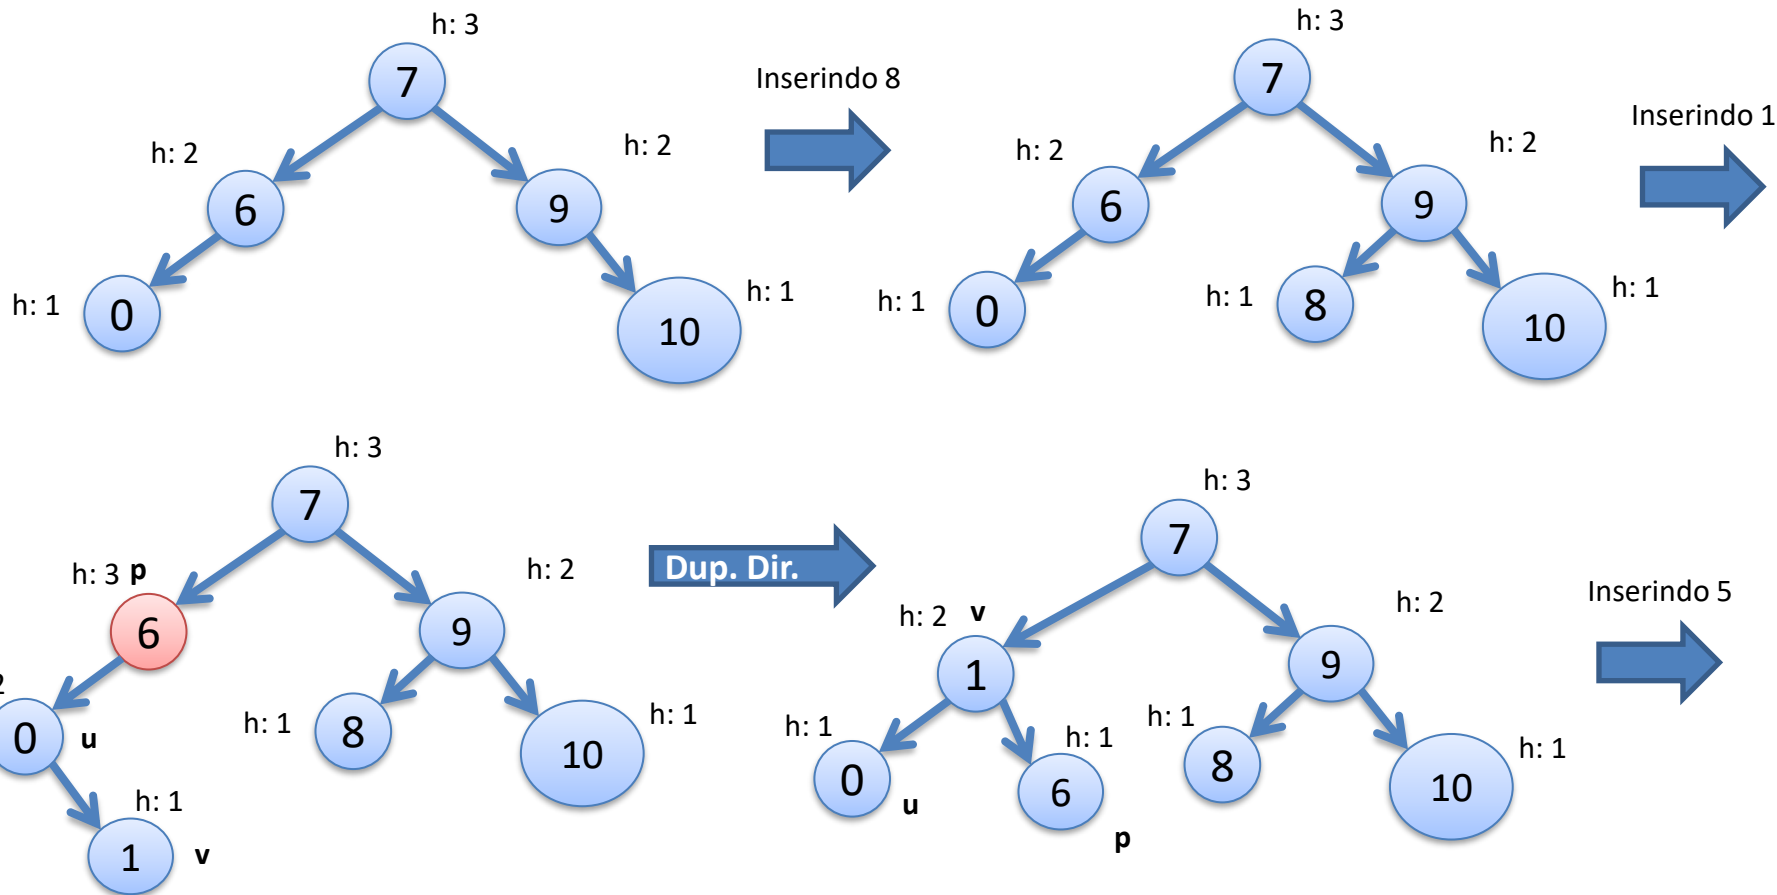 h: 3
7
h: 2
6
h: 2
9
h: 1
0
h: 1
10
Inserindo 8
h: 3
7
h: 2
6
h: 2
9
h: 1
0
h: 1
8
h: 1
10
Inserindo 1
h: 3
7
h: 3 p
6
h: 2
9
2
0
u
h: 1
8
h: 1
10
h: 1
1
v
Dup. Dir.
h: 3
7
h: 2 v
1
h: 2
9
h: 1
0
u
h: 1
6
p
h: 1
8
h: 1
10
Inserindo 5